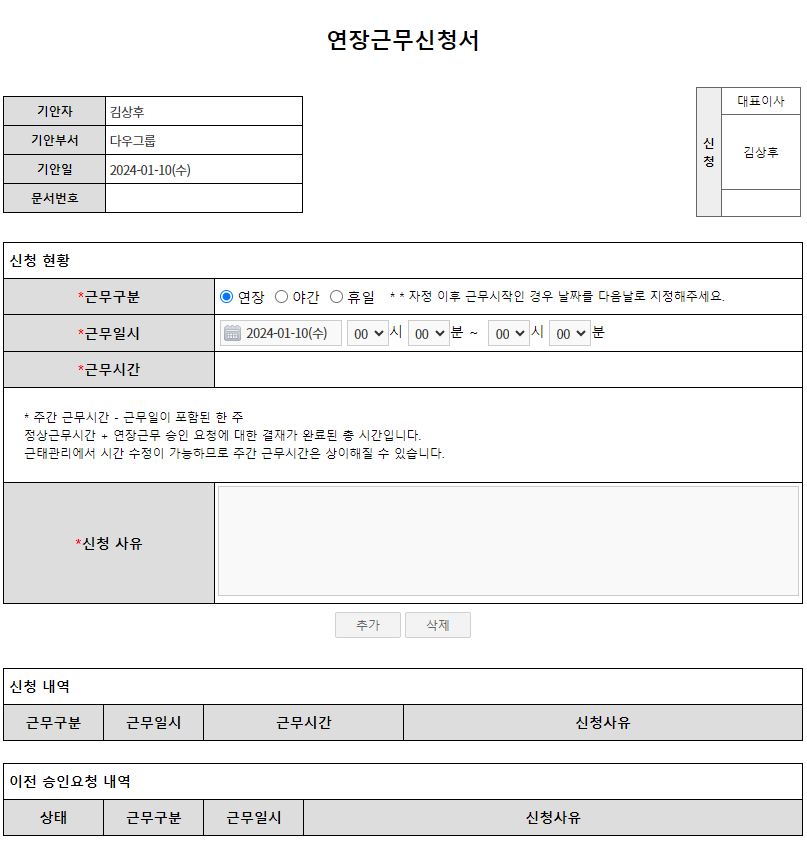 연장근무신청서
기안자 김상후
기안부서 다우그룹
기안일 2024-01-10(수)
문서번호
신청 대표이사
김상후
신청 현황
*근무구분 연장 야간 휴일 * * 자정 이후 근무시작인 경우 날짜를 다음날로 지정해주세요.
*근무일시 2024-01-10(수) 00 시 00 분 ~ 00 시 00 분
*근무시간
* 주간 근무시간 - 근무일이 포함된 한 주
정상근무시간 + 연장근무 승인 요청에 대한 결재가 완료된 총 시간입니다.
근태관리에서 시간 수정이 가능하므로 주간 근무시간은 상이해질 수 있습니다.
*신청 사유
추가 삭제
신청 내역
근무구분 근무일시 근무시간 신청사유
이전 승인요청 내역
상태 근무구분 근무일시 신청사유